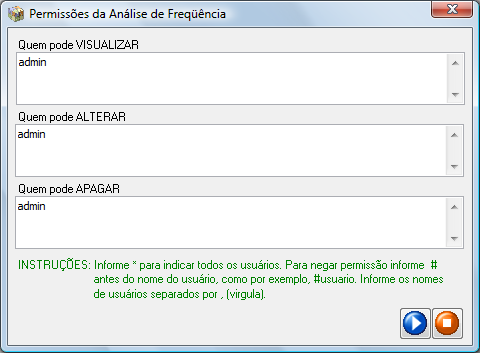 Permissões da Análise de Freqüência
Quem pode VISUALIZAR
admin
Quem pode ALTERAR
admin
Quem pode APAGAR
admin
INSTRUÇÕES: Informe * para indicar todos os usuários. Para negar permissão informe #
antes do nome do usuário, como por exemplo, #usuario. Informe os nomes
de usuários separados por , (virgula).